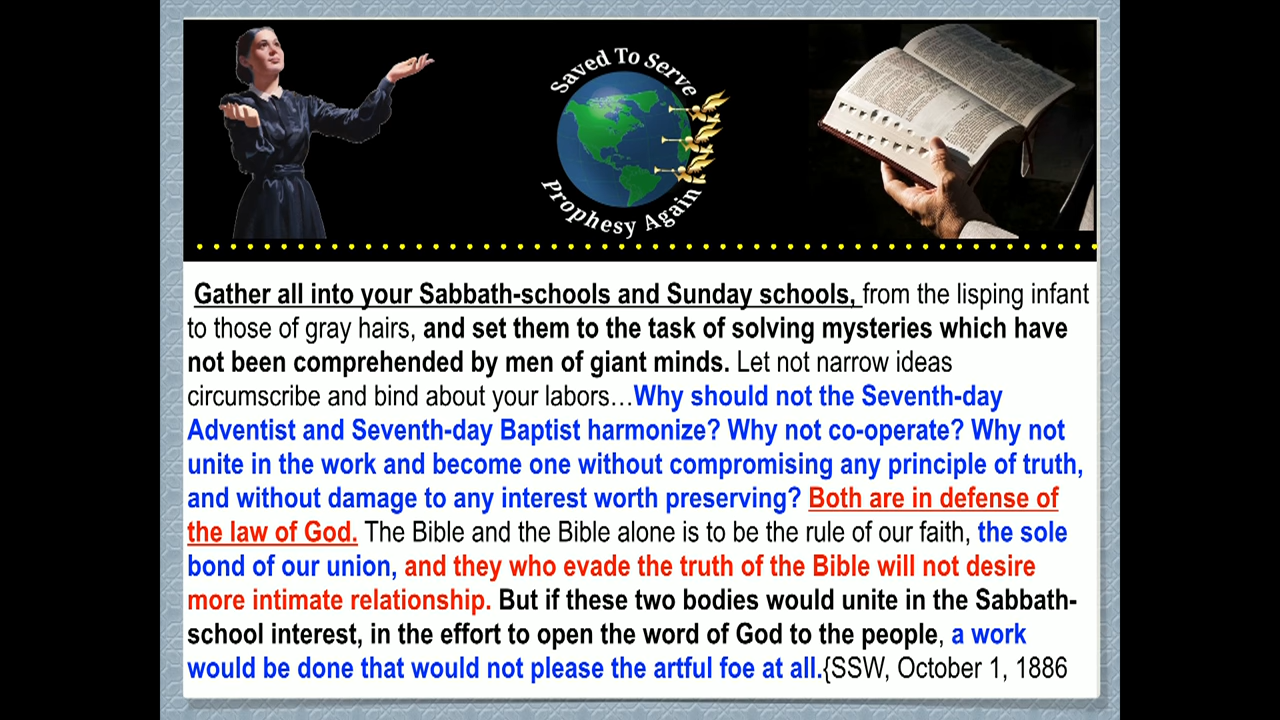 Saved To Serve
Prophesy Again
Gather all into your Sabbath-schools and Sunday schools, from the lisping infant
to those of gray hairs, and set them to the task of solving mysteries which have
not been comprehended by men of giant minds. Let not narrow ideas
circumscribe and bind about your labors…Why should not the Seventh-day
Adventist and Seventh-day Baptist harmonize? Why not co-operate? Why not
unite in the work and become one without compromising any principle of truth,
and without damage to any interest worth preserving? Both are in defense of
the law of God. The Bible and the Bible alone is to be the rule of our faith, the sole
bond of our union, and they who evade the truth of the Bible will not desire
more intimate relationship. But if these two bodies would unite in the Sabbath-
school interest, in the effort to open the word of God to the people, a work
would be done that would not please the artful foe at all.{SSW, October 1, 1886